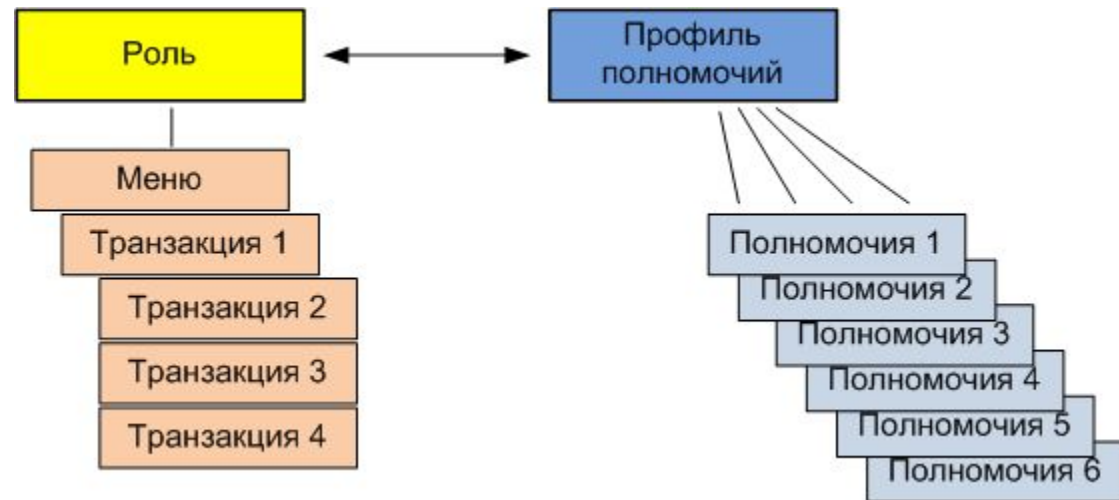 Роль
Профиль
полномочий
Меню
Транзакция 1
Транзакция 2
Транзакция 3
Транзакция 4
Полномочия 1
Полномочия 2
Полномочия 3
Полномочия 4
Полномочия 5
Полномочия 6